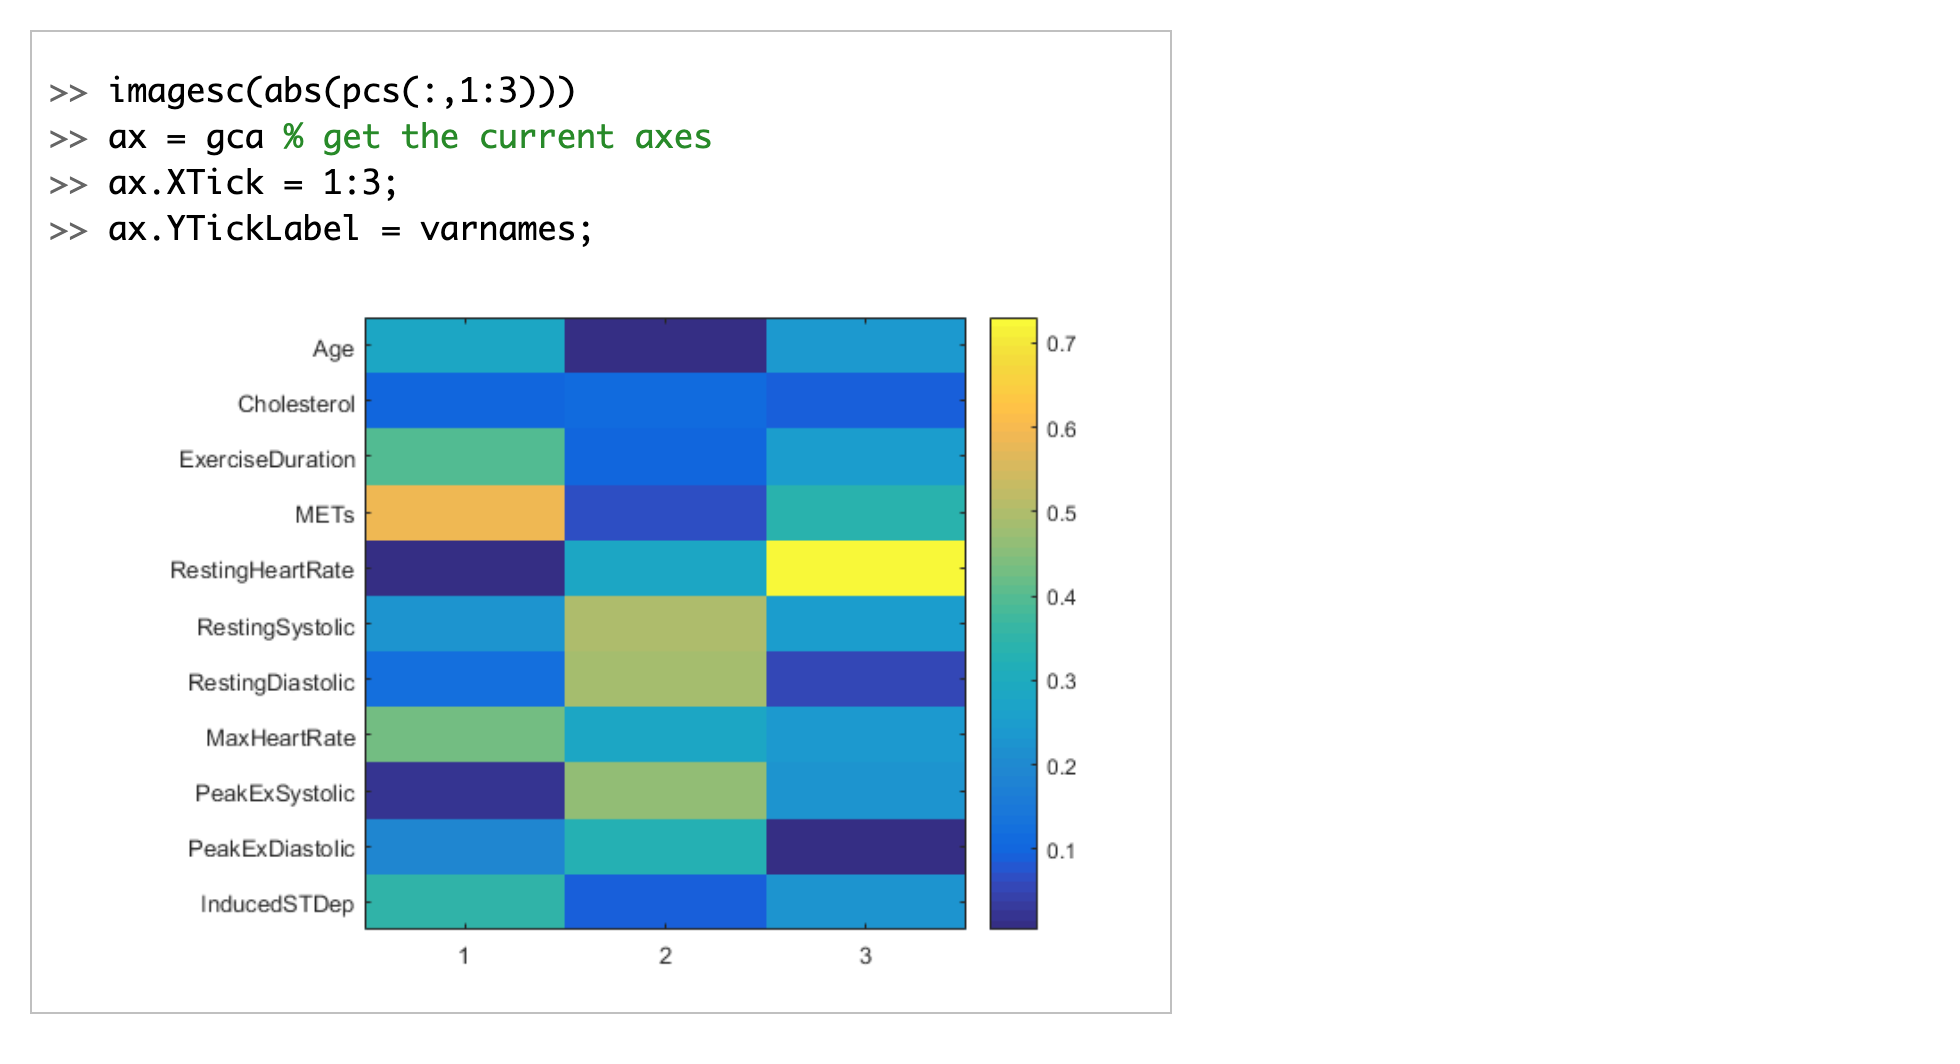 >> imagesc(abs(pcs(:,1:3)))
>> ax = gca % get the current axes
>> ax.XTick = 1:3;
>> ax.YTickLabel = varnames;
Age
Cholesterol
ExerciseDuration
METs
RestingHeartRate
RestingSystolic
RestingDiastolic
MaxHeartRate
PeakExSystolic
PeakExDiastolic
InducedSTDep
1 2 3
0.7
0.6
0.5
0.4
0.3
0.2
0.1